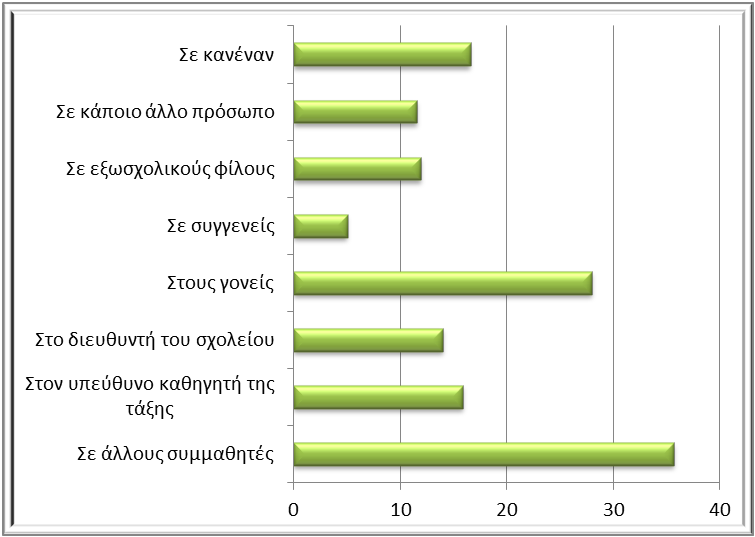 Σε κανέναν
Σε κάποιο άλλο πρόσωπο
Σε εξωσχολικούς φίλους
Σε συγγενείς
Στους γονείς
Στο διευθυντή του σχολείου
Στον υπεύθυνο καθηγητή της
τάξης
Σε άλλους συμμαθητές
0 10 20 30 40